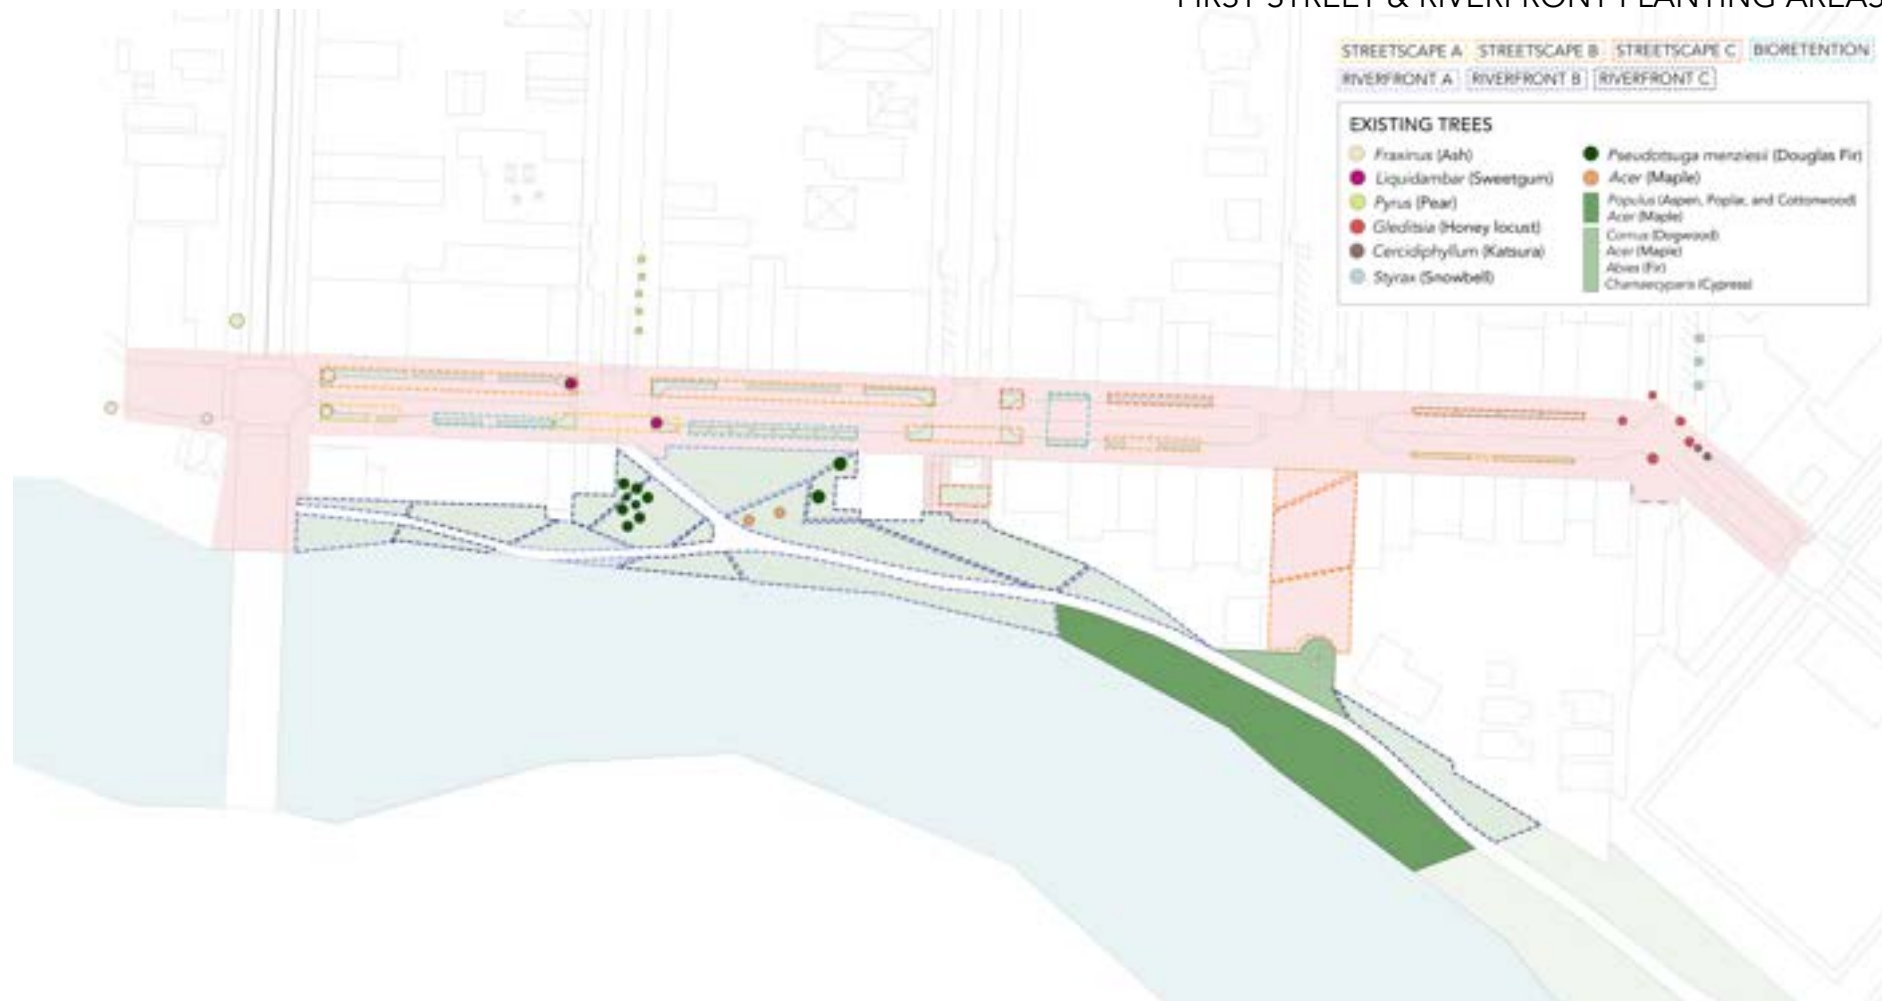 FIRST STREET & RIVERFRONT PLANTING AREAS
STREETSCAPE A STREETSCAPE B STREETSCAPE C BIORETENTION
RIVERFRONT A RIVERFRONT B RIVERFRONT C
EXISTING TREES
Fraxinus (Ash)
Liquidambar (Sweetgum)
Pyrus (Pear)
Gleditsia (Honey locust)
Cercidiphyllum (Katsura)
Styrax (Snowbell)
Pseudotsuga menziesii (Douglas Fir)
Acer (Maple)
Populus (Aspen, Poplar, and Cottonwood)
Acer (Maple)
Cornus (Dogwood)
Acer (Maple)
Abies (Fir)
Chamaecyparis (Cypress)